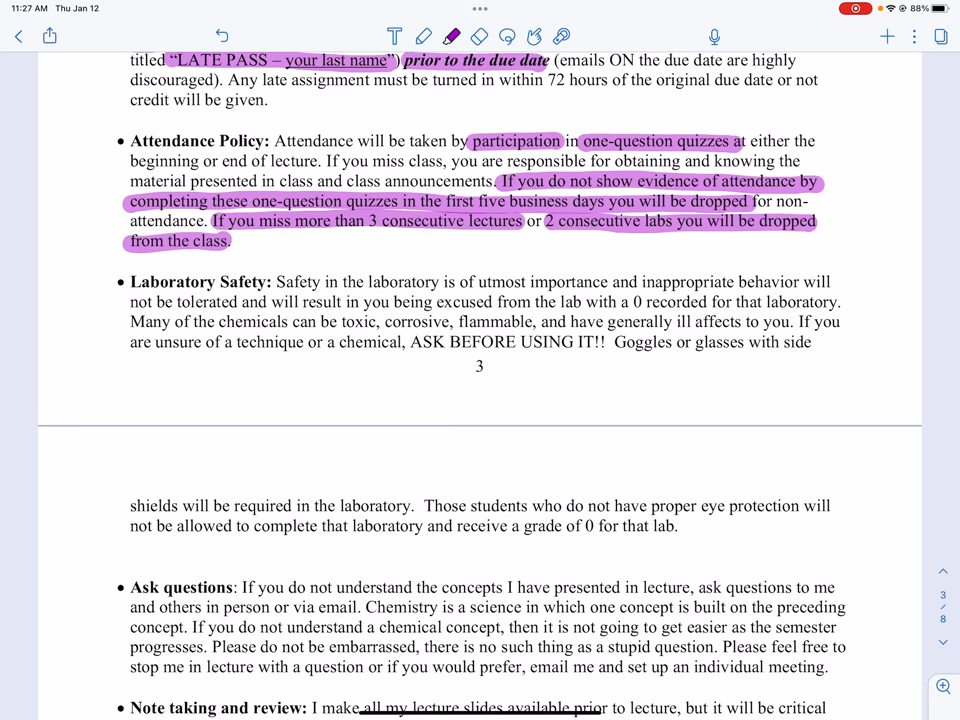 11:27 AM Thu Jan 12
88%
titled “LATE PASS – your last name”) prior to the due date (emails ON the due date are highly
discouraged). Any late assignment must be turned in within 72 hours of the original due date or not
credit will be given.
• Attendance Policy: Attendance will be taken by participation in one-question quizzes at either the
beginning or end of lecture. If you miss class, you are responsible for obtaining and knowing the
material presented in class and class announcements. If you do not show evidence of attendance by
completing these one-question quizzes in the first five business days you will be dropped for non-
attendance. If you miss more than 3 consecutive lectures or 2 consecutive labs you will be dropped
from the class.
• Laboratory Safety: Safety in the laboratory is of utmost importance and inappropriate behavior will
not be tolerated and will result in you being excused from the lab with a 0 recorded for that laboratory.
Many of the chemicals can be toxic, corrosive, flammable, and have generally ill affects to you. If you
are unsure of a technique or a chemical, ASK BEFORE USING IT!! Goggles or glasses with side
3
shields will be required in the laboratory. Those students who do not have proper eye protection will
not be allowed to complete that laboratory and receive a grade of 0 for that lab.
• Ask questions: If you do not understand the concepts I have presented in lecture, ask questions to me
and others in person or via email. Chemistry is a science in which one concept is built on the preceding
concept. If you do not understand a chemical concept, then it is not going to get easier as the semester
progresses. Please do not be embarrassed, there is no such thing as a stupid question. Please feel free to
stop me in lecture with a question or if you would prefer, email me and set up an individual meeting.
• Note taking and review: I make all my lecture slides available prior to lecture, but it will be critical
3
/
8